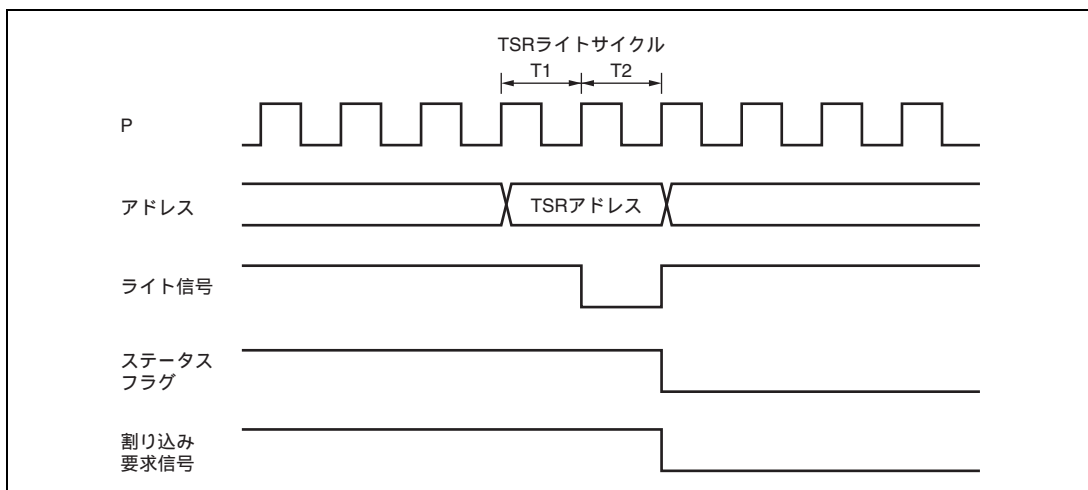 TSRライトサイクル
T1 T2
P
アドレス
TSRアドレス
ライト信号
ステータス
フラグ
割り込み
要求信号